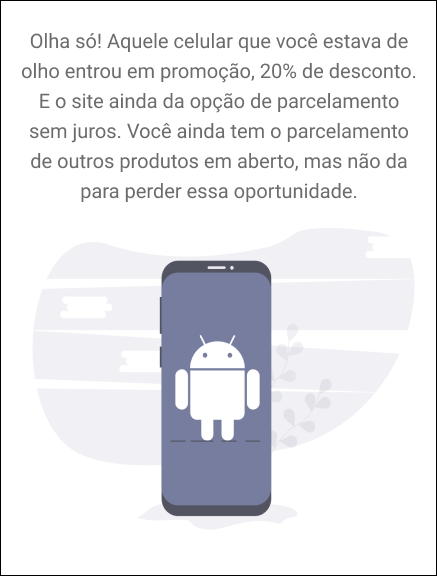 Olha só! Aquele celular que você estava de
olho entrou em promoção, 20% de desconto.
E o site ainda da opção de parcelamento
sem juros. Você ainda tem o parcelamento
de outros produtos em aberto, mas não da
para perder essa oportunidade.